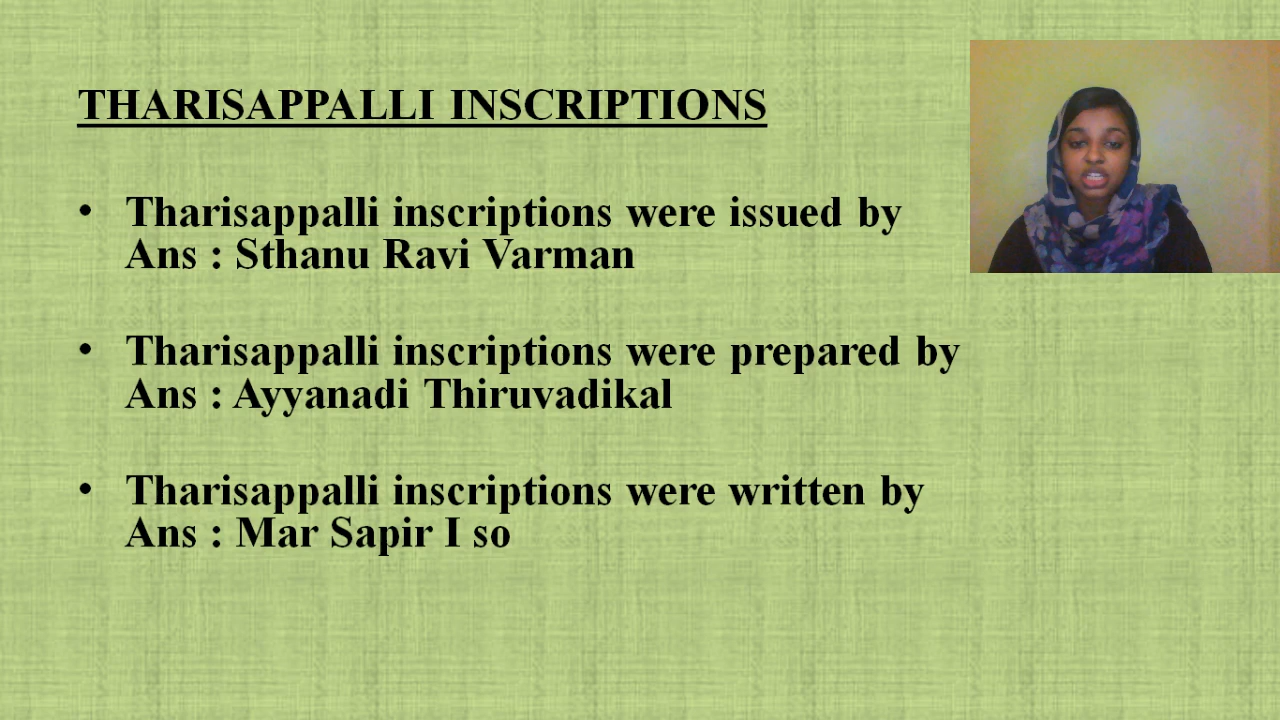 THARISAPPALLI INSCRIPTIONS
• Tharisappalli inscriptions were issued by
Ans : Sthanu Ravi Varman
• Tharisappalli inscriptions were prepared by
Ans : Ayyanadi Thiruvadikal
• Tharisappalli inscriptions were written by
Ans : Mar Sapir I so